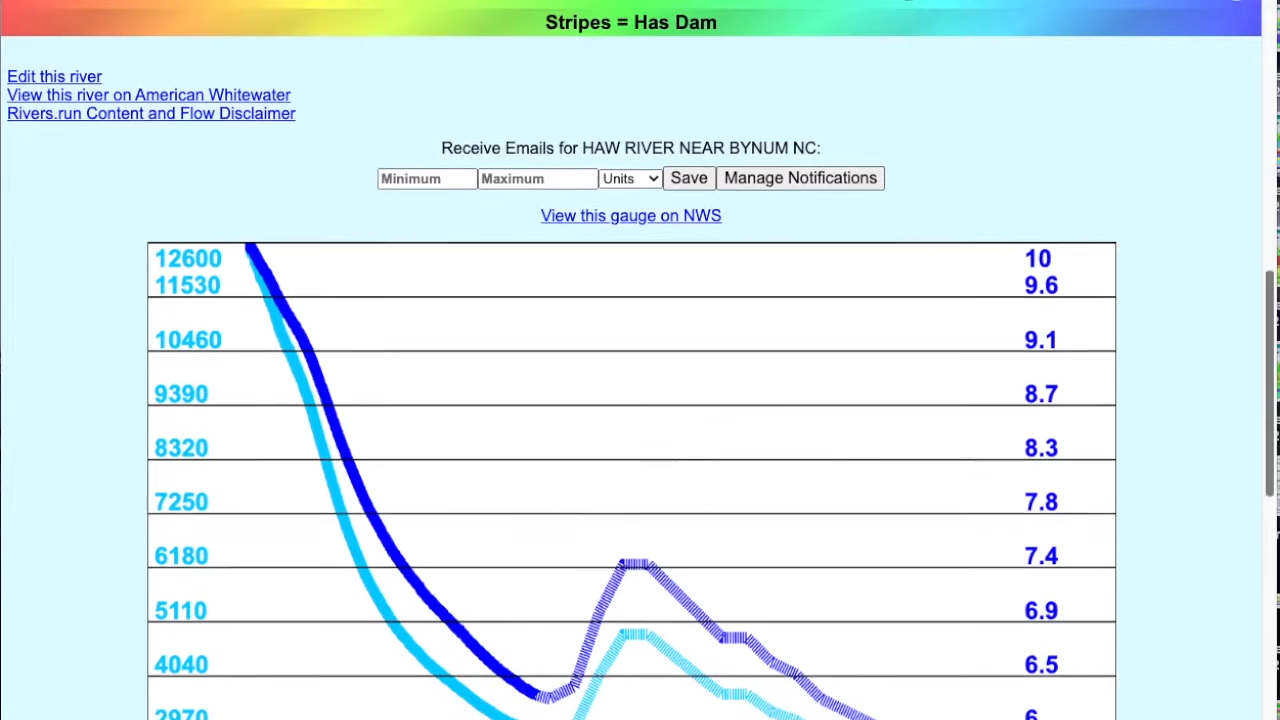 Stripes = Has Dam
Edit this river
View this river on American Whitewater
Rivers.run Content and Flow Disclaimer
Receive Emails for HAW RIVER NEAR BYNUM NC:
Minimum Maximum Units Save Manage Notifications
View this gauge on NWS
12600 10
11530 9.6
10460 9.1
9390 8.7
8320 8.3
7250 7.8
6180 7.4
5110 6.9
4040 6.5
2970 6